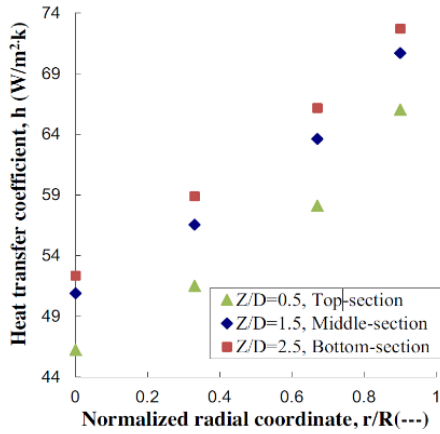 Heat transfer coefficient, h (W/m²·k)
74
69
64
59
54
49
44
Z/D=0.5, Top-section
Z/D=1.5, Middle-section
Z/D=2.5, Bottom-section
0 0.2 0.4 0.6 0.8 1
Normalized radial coordinate, r/R(---)